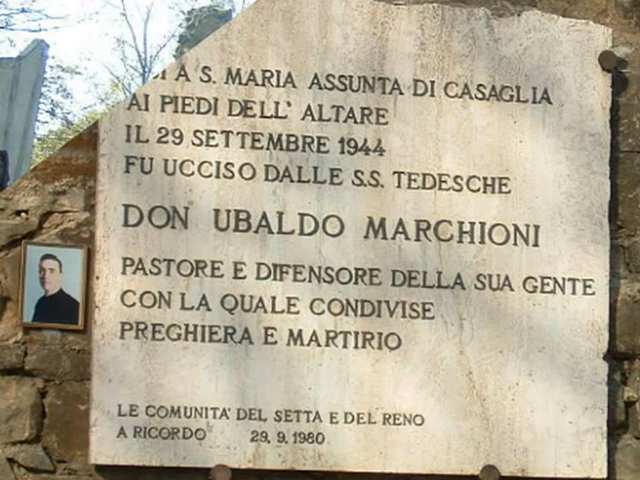 A S. MARIA ASSUNTA DI CASAGLIA
AI PIEDI DELL' ALTARE
IL 29 SETTEMBRE 1944
FU UCCISO DALLE S.S. TEDESCHE
DON UBALDO MARCHIONI
PASTORE E DIFENSORE DELLA SUA GENTE
CON LA QUALE CONDIVISE
PREGHIERA E MARTIRIO
LE COMUNITA' DEL SETTA E DEL RENO
A RICORDO 29. 9. 1980